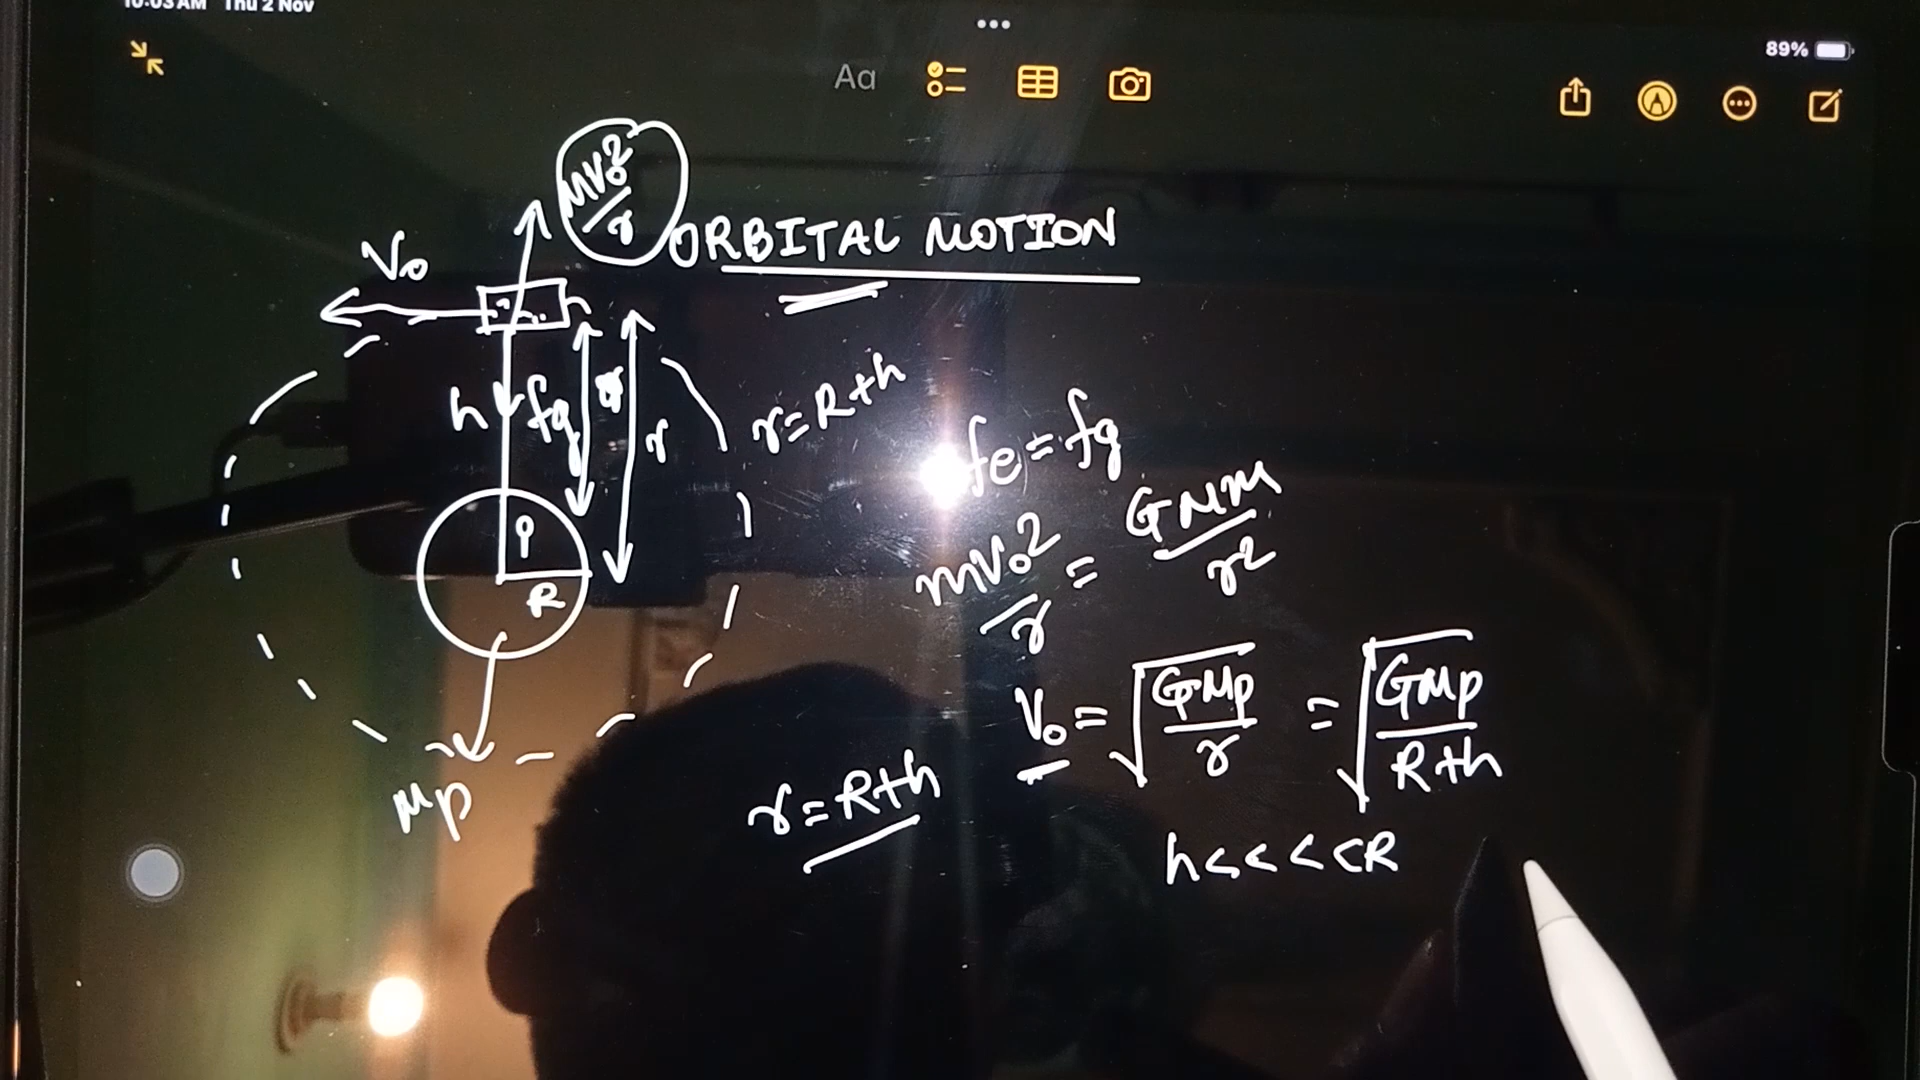 10:03 AM Thu 2 Nov
89%
Aa
MV₀²/r
ORBITAL MOTION
V₀
h fg r
r=R+h
fe=fg
mV₀²/r = GMm/r²
P
R
V₀ = √(GMp/r) = √(GMp/R+h)
r=R+h
Mp
h<<<<R